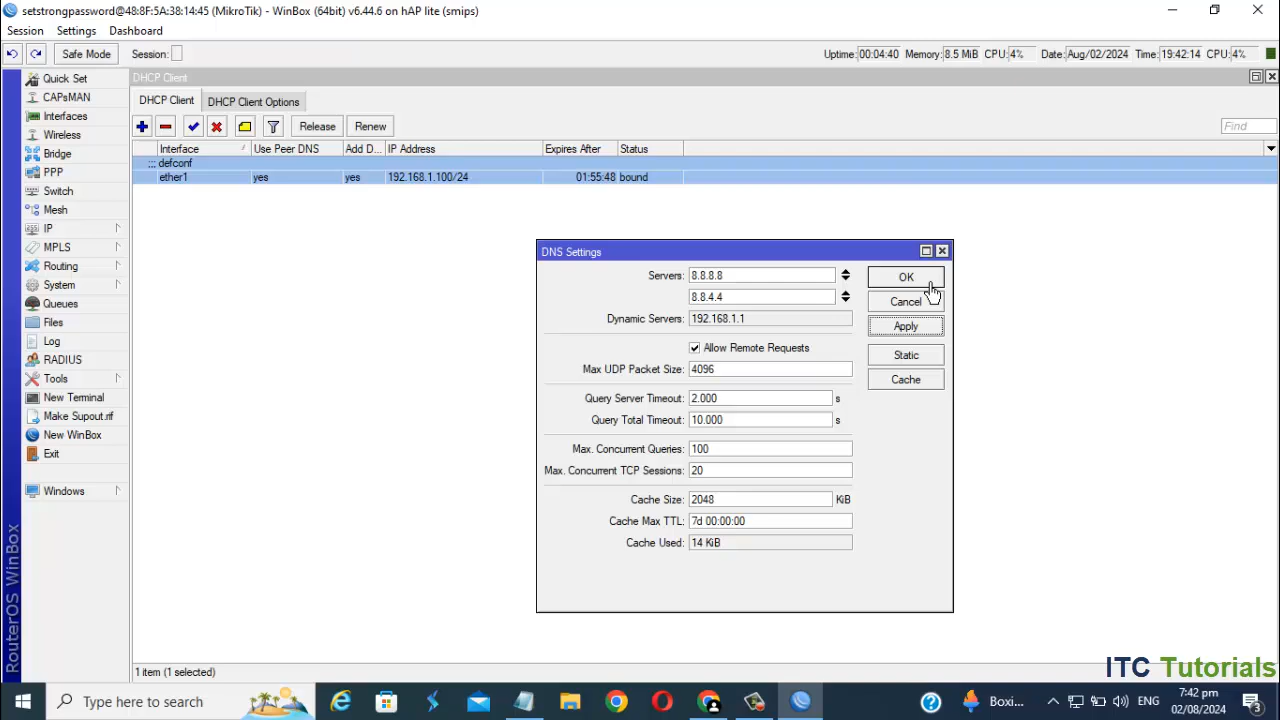 setstrongpassword@48:8F:5A:38:14:45 (MikroTik) - WinBox (64bit) v6.44.6 on hAP lite (smips)
Session Settings Dashboard
Safe Mode Session: Uptime: 00:04:40 Memory: 8.5 MiB CPU: 4% Date: Aug/02/2024 Time: 19:42:14 CPU: 4%
Quick Set
CAPsMAN
Interfaces
Wireless
Bridge
PPP
Switch
Mesh
IP
MPLS
Routing
System
Queues
Files
Log
RADIUS
Tools
New Terminal
Make Supout.rif
New WinBox
Exit
Windows
RouterOS WinBox
DHCP Client
DHCP Client DHCP Client Options
Release Renew Find
Interface Use Peer DNS Add D... IP Address Expires After Status
::: defconf
ether1 yes yes 192.168.1.100/24 01:55:48 bound
DNS Settings
Servers: 8.8.8.8
8.8.4.4
Dynamic Servers: 192.168.1.1
Allow Remote Requests
Max UDP Packet Size: 4096
Query Server Timeout: 2.000 s
Query Total Timeout: 10.000 s
Max. Concurrent Queries: 100
Max. Concurrent TCP Sessions: 20
Cache Size: 2048 KiB
Cache Max TTL: 7d 00:00:00
Cache Used: 14 KiB
OK
Cancel
Apply
Static
Cache
1 item (1 selected)
ITC Tutorials
Type here to search
Boxi...
ENG
7:42 pm
02/08/2024
3